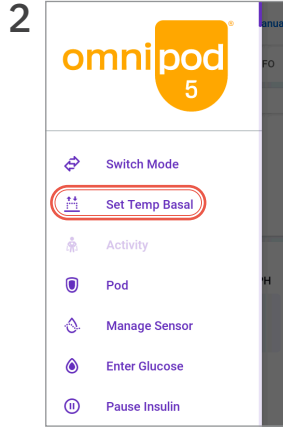 2
omnipod®
5
Switch Mode
Set Temp Basal
Activity
Pod
Manage Sensor
Enter Glucose
Pause Insulin